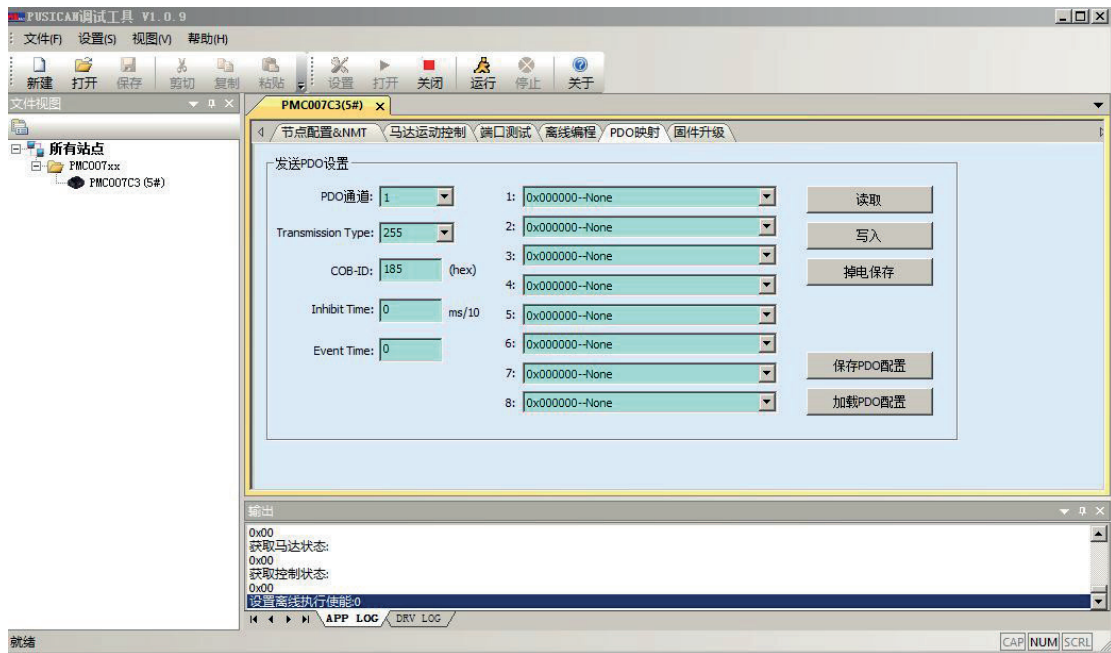 PUSICAN调试工具 V1.0.9
文件(F) 设置(S) 视图(V) 帮助(H)
新建 打开 保存 剪切 复制 粘贴 设置 打开 关闭 运行 停止 关于
文件视图
PMC007C3(5#)
节点配置&NMT 马达运动控制 端口测试 离线编程 PDO映射 固件升级
所有站点
PMC007xx
PMC007C3 (5#)
发送PDO设置
PDO通道: 1
Transmission Type: 255
COB-ID: 185 (hex)
Inhibit Time: 0 ms/10
Event Time: 0
1: 0x000000--None
2: 0x000000--None
3: 0x000000--None
4: 0x000000--None
5: 0x000000--None
6: 0x000000--None
7: 0x000000--None
8: 0x000000--None
读取
写入
掉电保存
保存PDO配置
加载PDO配置
输出
0x00
获取马达状态:
0x00
获取控制状态:
0x00
设置离线执行使能:0
APP LOG DRV LOG
就绪
CAP NUM SCRL